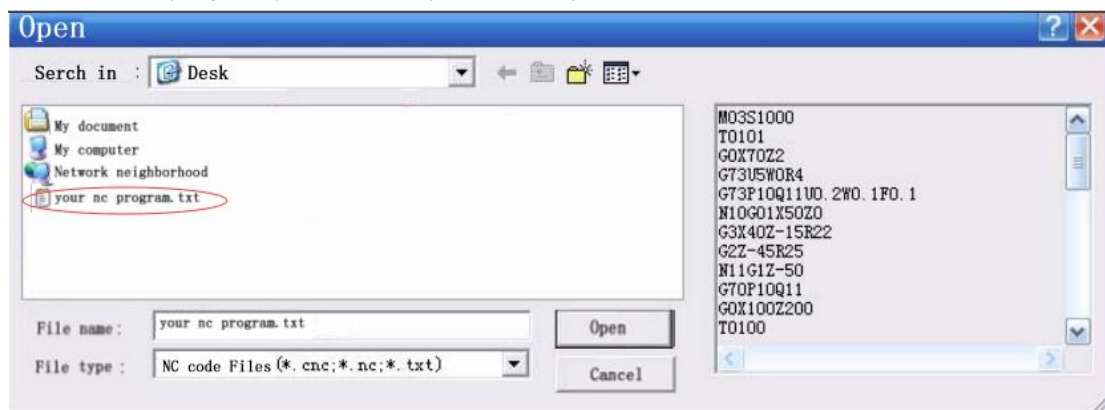 Open
Serch in : Desk
My document
My computer
Network neighborhood
your nc program.txt
M03S1000
T0101
G0X70Z2
G73U5W0R4
G73P10Q11U0.2W0.1F0.1
N10G01X50Z0
G3X40Z-15R22
G2Z-45R25
N11G1Z-50
G70P10Q11
G0X100Z200
T0100
File name: your nc program.txt
Open
File type : NC code Files(*.cnc;*.nc;*.txt)
Cancel